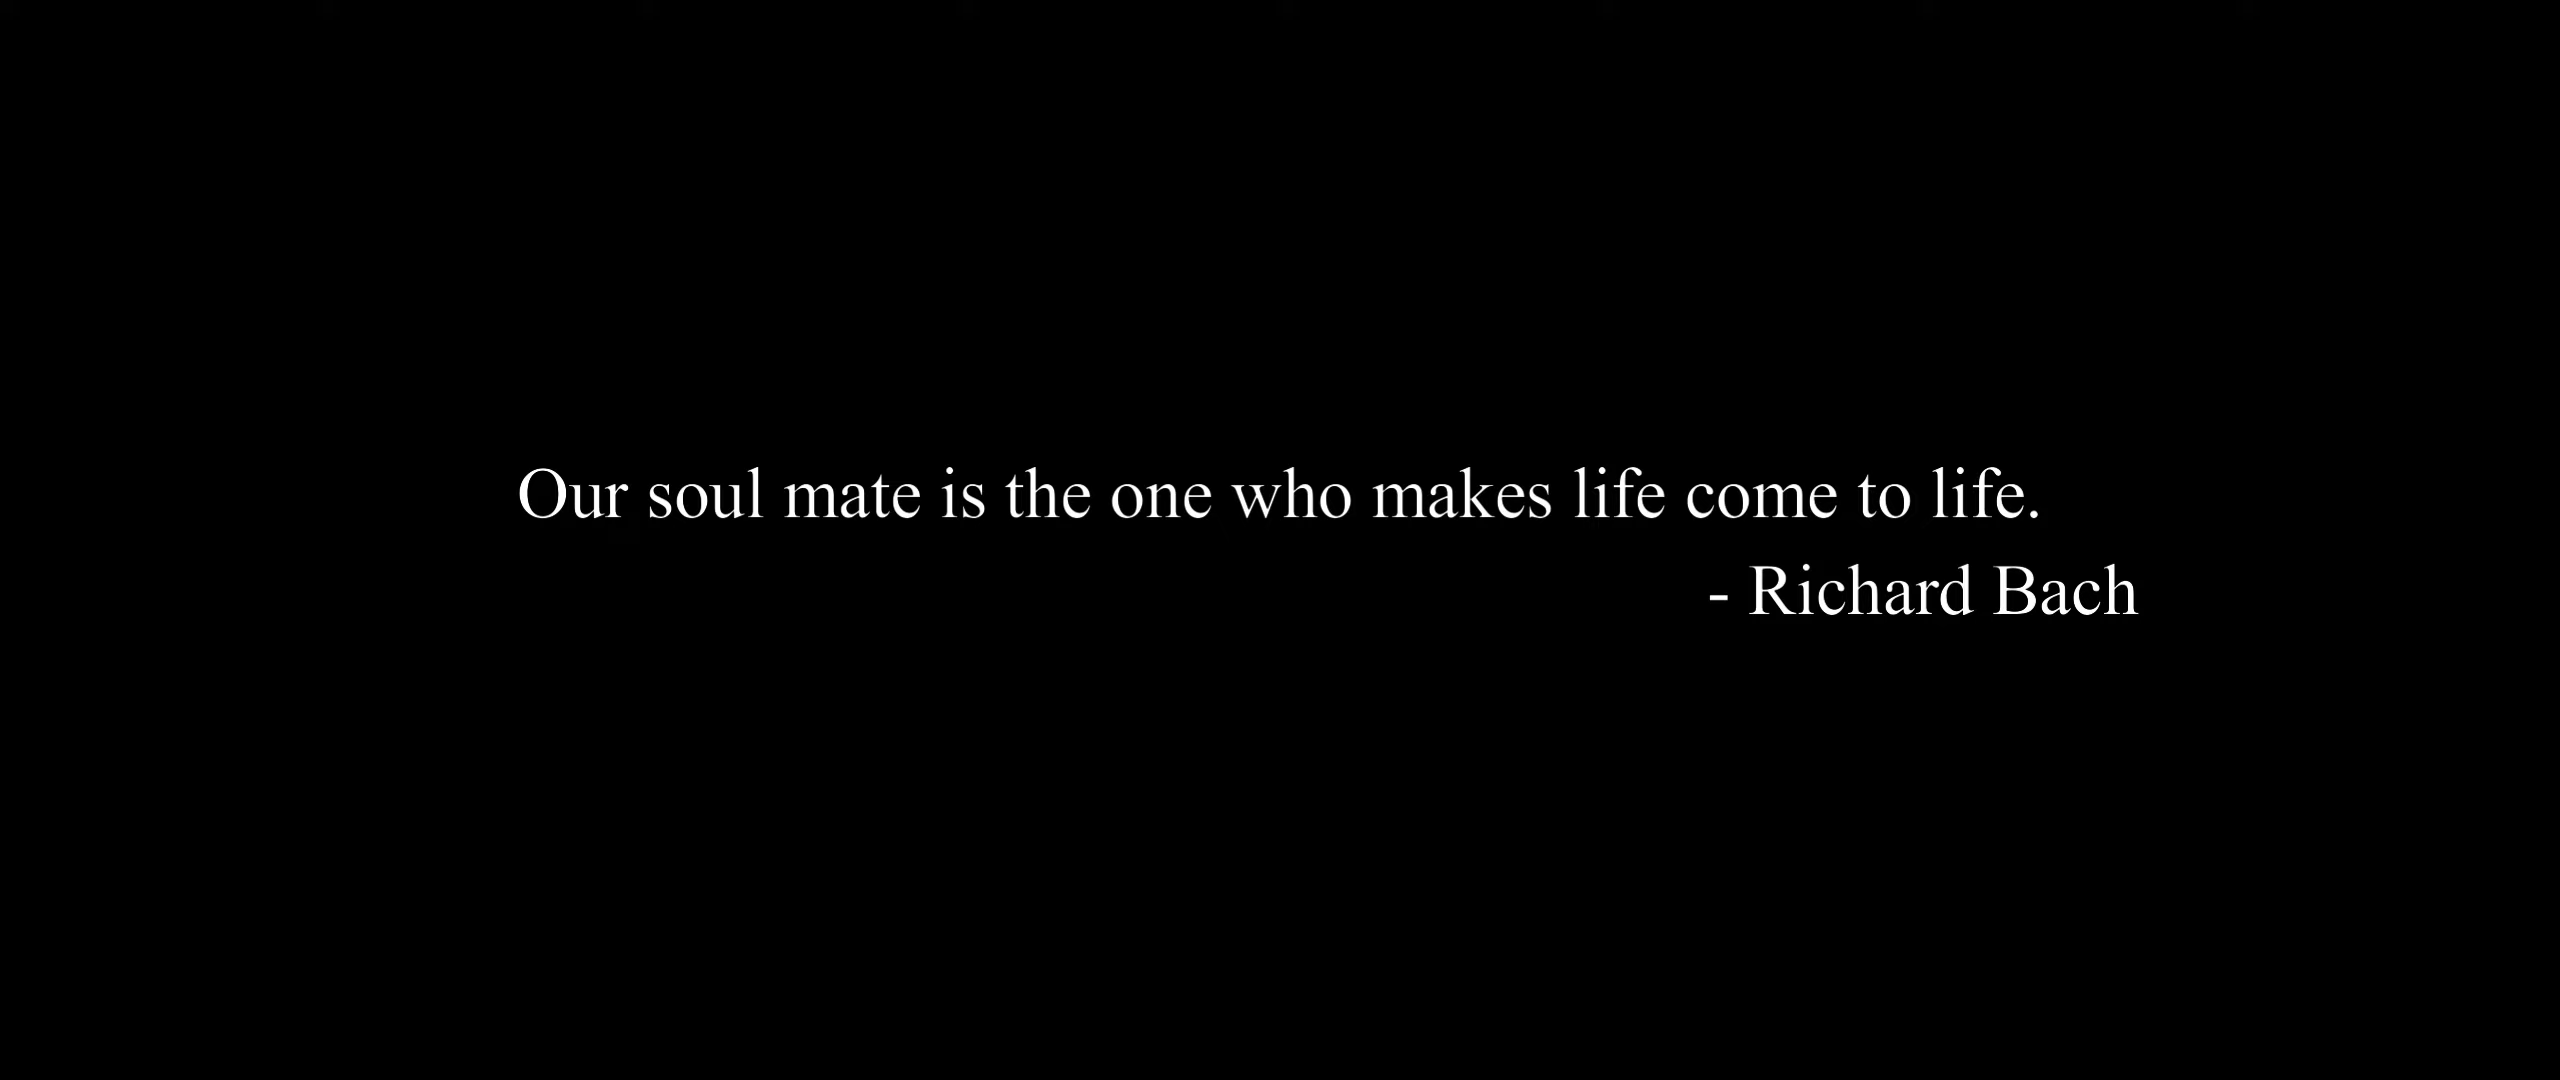 Our soul mate is the one who makes life come to life.
- Richard Bach